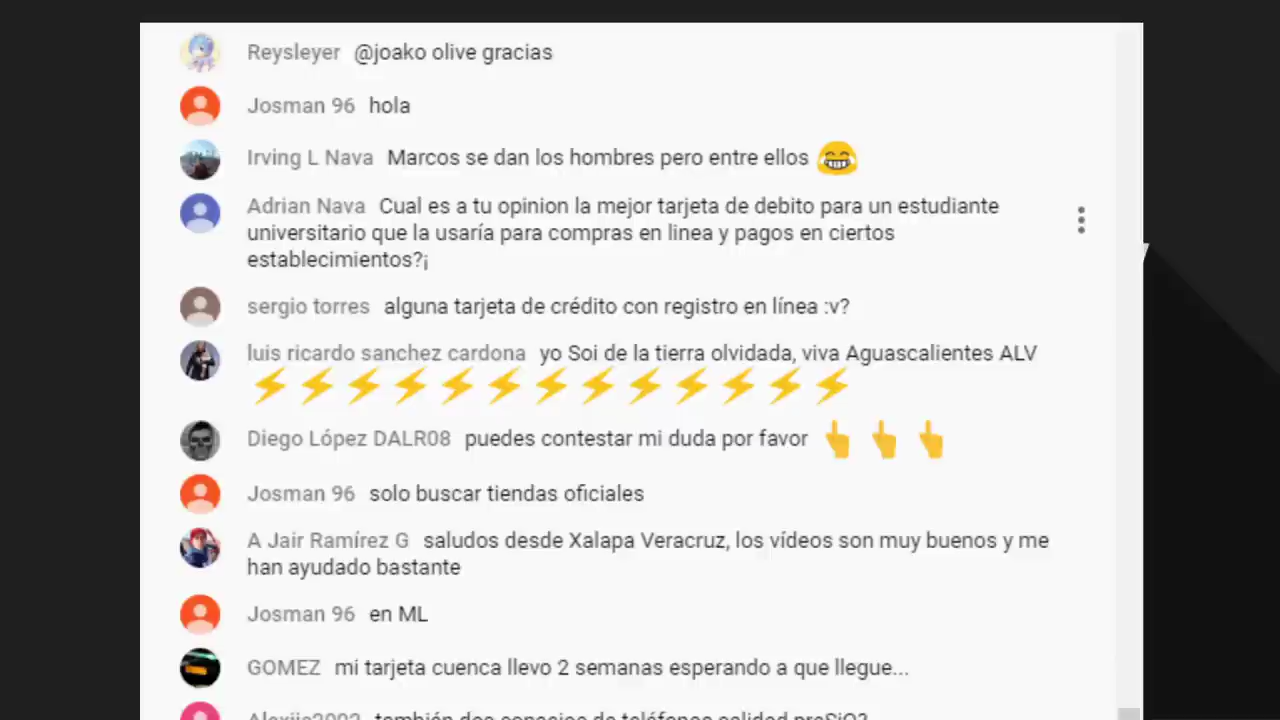 Reysleyer @joako olive gracias
Josman 96 hola
Irving L Nava Marcos se dan los hombres pero entre ellos 😂
Adrian Nava Cual es a tu opinion la mejor tarjeta de debito para un estudiante
universitario que la usaría para compras en linea y pagos en ciertos
establecimientos?¡
sergio torres alguna tarjeta de crédito con registro en línea :v?
luis ricardo sanchez cardona yo Soi de la tierra olvidada, viva Aguascalientes ALV
⚡⚡⚡⚡⚡⚡⚡⚡⚡⚡⚡⚡⚡
Diego López DALR08 puedes contestar mi duda por favor 👆👆👆
Josman 96 solo buscar tiendas oficiales
A Jair Ramírez G saludos desde Xalapa Veracruz, los vídeos son muy buenos y me
han ayudado bastante
Josman 96 en ML
GOMEZ mi tarjeta cuenca llevo 2 semanas esperando a que llegue...
también dos teléfonos calidad